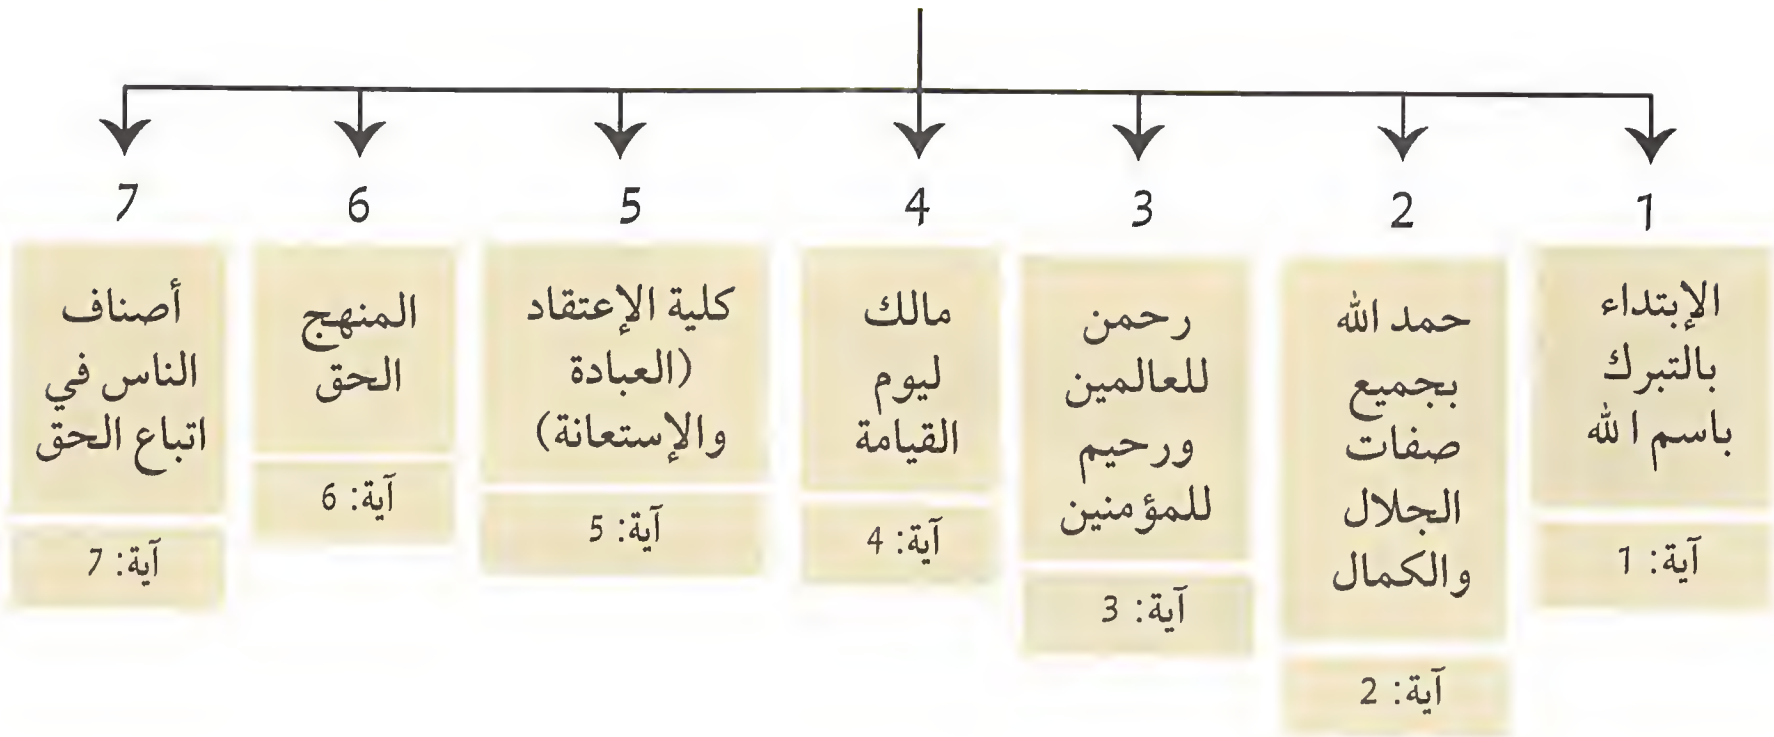 1
الإبتداء
بالتبرك
باسم الله
آية: 1
2
حمد الله
بجميع
صفات
الجلال
والكمال
آية: 2
3
رحمن
للعالمين
ورحيم
للمؤمنين
آية: 3
4
مالك
ليوم
القيامة
آية: 4
5
كلية الإعتقاد
(العبادة
والإستعانة)
آية: 5
6
المنهج
الحق
آية: 6
7
أصناف
الناس في
اتباع الحق
آية: 7